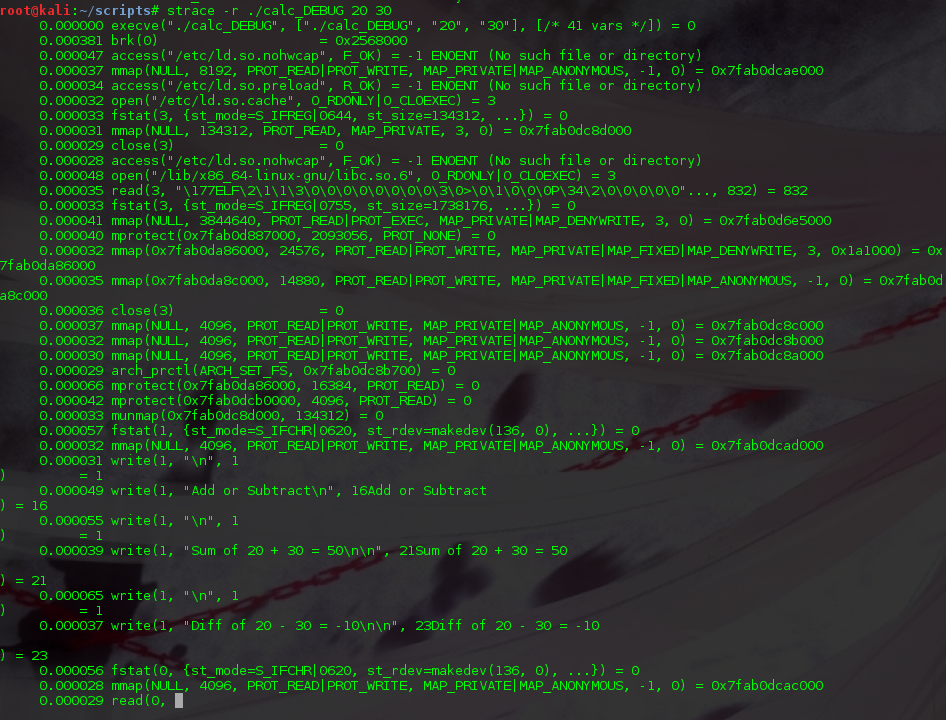 root@kali:~/scripts# strace -r ./calc_DEBUG 20 30
     0.000000 execve("./calc_DEBUG", ["./calc_DEBUG", "20", "30"], [/* 41 vars */]) = 0
     0.000381 brk(0)                    = 0x2568000
     0.000047 access("/etc/ld.so.nohwcap", F_OK) = -1 ENOENT (No such file or directory)
     0.000037 mmap(NULL, 8192, PROT_READ|PROT_WRITE, MAP_PRIVATE|MAP_ANONYMOUS, -1, 0) = 0x7fab0dcae000
     0.000034 access("/etc/ld.so.preload", R_OK) = -1 ENOENT (No such file or directory)
     0.000032 open("/etc/ld.so.cache", O_RDONLY|O_CLOEXEC) = 3
     0.000033 fstat(3, {st_mode=S_IFREG|0644, st_size=134312, ...}) = 0
     0.000031 mmap(NULL, 134312, PROT_READ, MAP_PRIVATE, 3, 0) = 0x7fab0dc8d000
     0.000029 close(3)                  = 0
     0.000028 access("/etc/ld.so.nohwcap", F_OK) = -1 ENOENT (No such file or directory)
     0.000048 open("/lib/x86_64-linux-gnu/libc.so.6", O_RDONLY|O_CLOEXEC) = 3
     0.000035 read(3, "\177ELF\2\1\1\3\0\0\0\0\0\0\0\0\3\0>\0\1\0\0\0P\34\2\0\0\0\0\0"..., 832) = 832
     0.000033 fstat(3, {st_mode=S_IFREG|0755, st_size=1738176, ...}) = 0
     0.000041 mmap(NULL, 3844640, PROT_READ|PROT_EXEC, MAP_PRIVATE|MAP_DENYWRITE, 3, 0) = 0x7fab0d6e5000
     0.000040 mprotect(0x7fab0d887000, 2093056, PROT_NONE) = 0
     0.000032 mmap(0x7fab0da86000, 24576, PROT_READ|PROT_WRITE, MAP_PRIVATE|MAP_FIXED|MAP_DENYWRITE, 3, 0x1a1000) = 0x
7fab0da86000
     0.000035 mmap(0x7fab0da8c000, 14880, PROT_READ|PROT_WRITE, MAP_PRIVATE|MAP_FIXED|MAP_ANONYMOUS, -1, 0) = 0x7fab0d
a8c000
     0.000036 close(3)                  = 0
     0.000037 mmap(NULL, 4096, PROT_READ|PROT_WRITE, MAP_PRIVATE|MAP_ANONYMOUS, -1, 0) = 0x7fab0dc8c000
     0.000032 mmap(NULL, 4096, PROT_READ|PROT_WRITE, MAP_PRIVATE|MAP_ANONYMOUS, -1, 0) = 0x7fab0dc8b000
     0.000030 mmap(NULL, 4096, PROT_READ|PROT_WRITE, MAP_PRIVATE|MAP_ANONYMOUS, -1, 0) = 0x7fab0dc8a000
     0.000029 arch_prctl(ARCH_SET_FS, 0x7fab0dc8b700) = 0
     0.000066 mprotect(0x7fab0da86000, 16384, PROT_READ) = 0
     0.000042 mprotect(0x7fab0dcb0000, 4096, PROT_READ) = 0
     0.000033 munmap(0x7fab0dc8d000, 134312) = 0
     0.000057 fstat(1, {st_mode=S_IFCHR|0620, st_rdev=makedev(136, 0), ...}) = 0
     0.000032 mmap(NULL, 4096, PROT_READ|PROT_WRITE, MAP_PRIVATE|MAP_ANONYMOUS, -1, 0) = 0x7fab0dcad000
     0.000031 write(1, "\n", 1
)         = 1
     0.000049 write(1, "Add or Subtract\n", 16Add or Subtract
) = 16
     0.000055 write(1, "\n", 1
)         = 1
     0.000039 write(1, "Sum of 20 + 30 = 50\n\n", 21Sum of 20 + 30 = 50
) = 21
     0.000065 write(1, "\n", 1
)         = 1
     0.000037 write(1, "Diff of 20 - 30 = -10\n\n", 23Diff of 20 - 30 = -10
) = 23
     0.000056 fstat(0, {st_mode=S_IFCHR|0620, st_rdev=makedev(136, 0), ...}) = 0
     0.000028 mmap(NULL, 4096, PROT_READ|PROT_WRITE, MAP_PRIVATE|MAP_ANONYMOUS, -1, 0) = 0x7fab0dcac000
     0.000029 read(0,